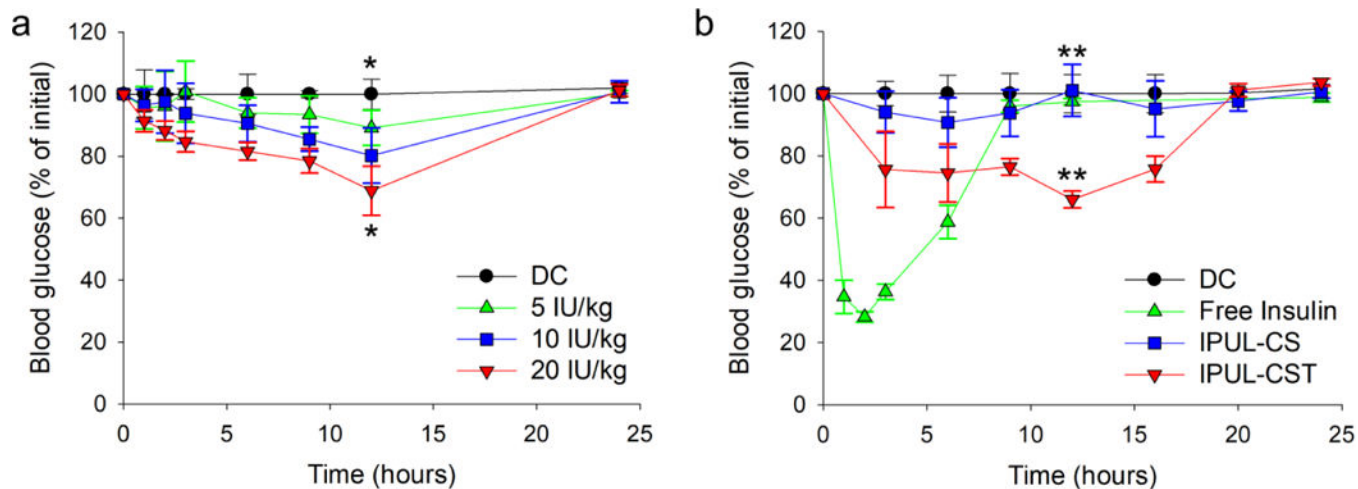 a
120
100
80
60
40
20
0
Blood glucose (% of initial)
*
*
DC
5 IU/kg
10 IU/kg
20 IU/kg
0 5 10 15 20 25
Time (hours)
b
120
100
80
60
40
20
0
Blood glucose (% of initial)
**
**
DC
Free Insulin
IPUL-CS
IPUL-CST
0 5 10 15 20 25
Time (hours)